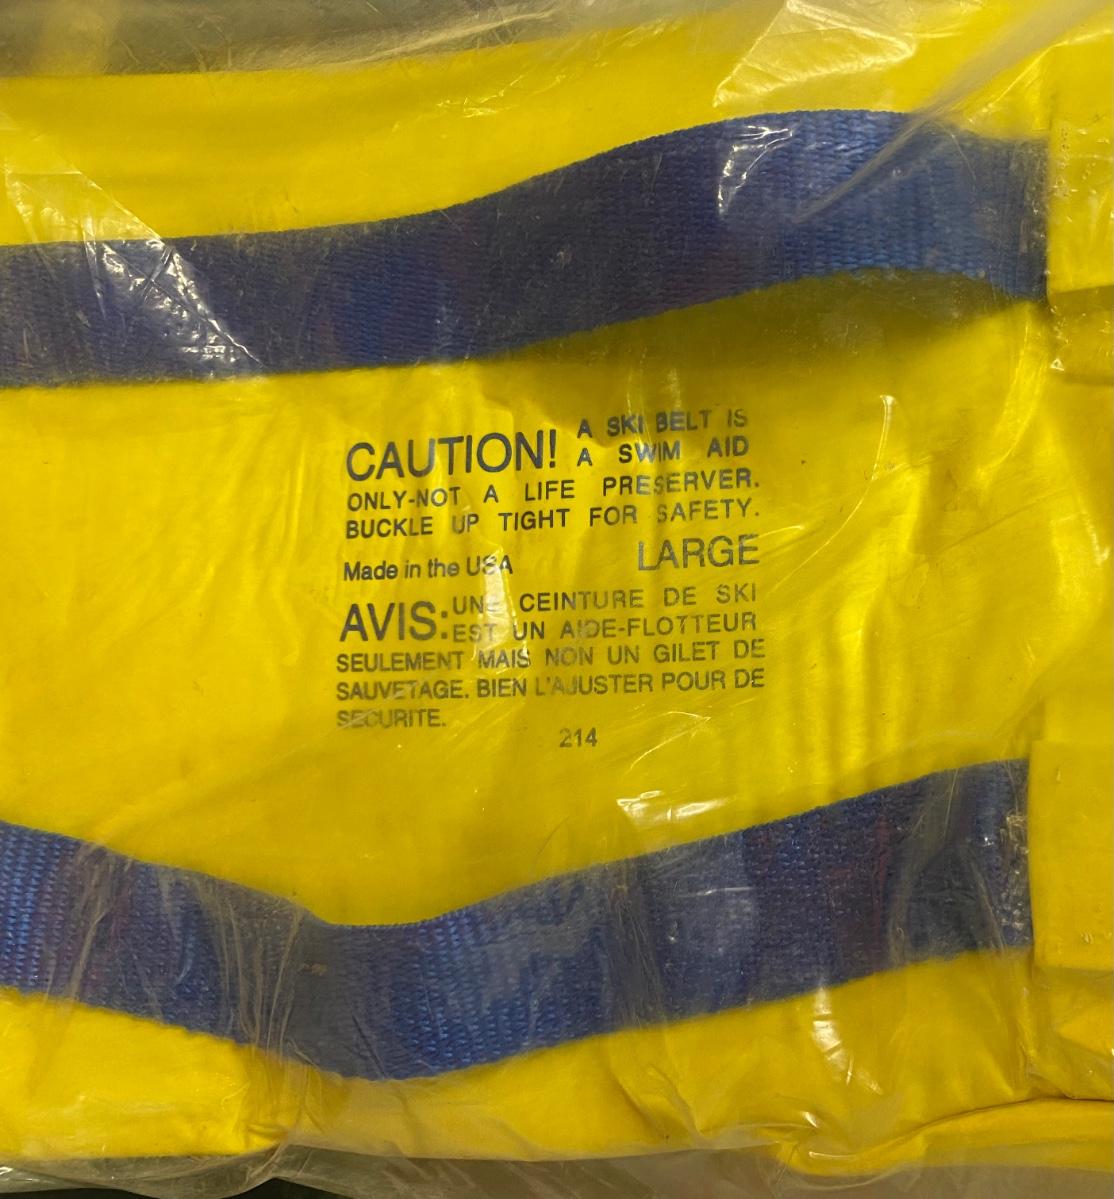 CAUTION! A SKI BELT IS
A SWIM AID
ONLY-NOT A LIFE PRESERVER.
BUCKLE UP TIGHT FOR SAFETY.
Made in the USA LARGE
AVIS: UNE CEINTURE DE SKI
EST UN AIDE-FLOTTEUR
SEULEMENT MAIS NON UN GILET DE
SAUVETAGE. BIEN L'AJUSTER POUR DE
SECURITE.
214